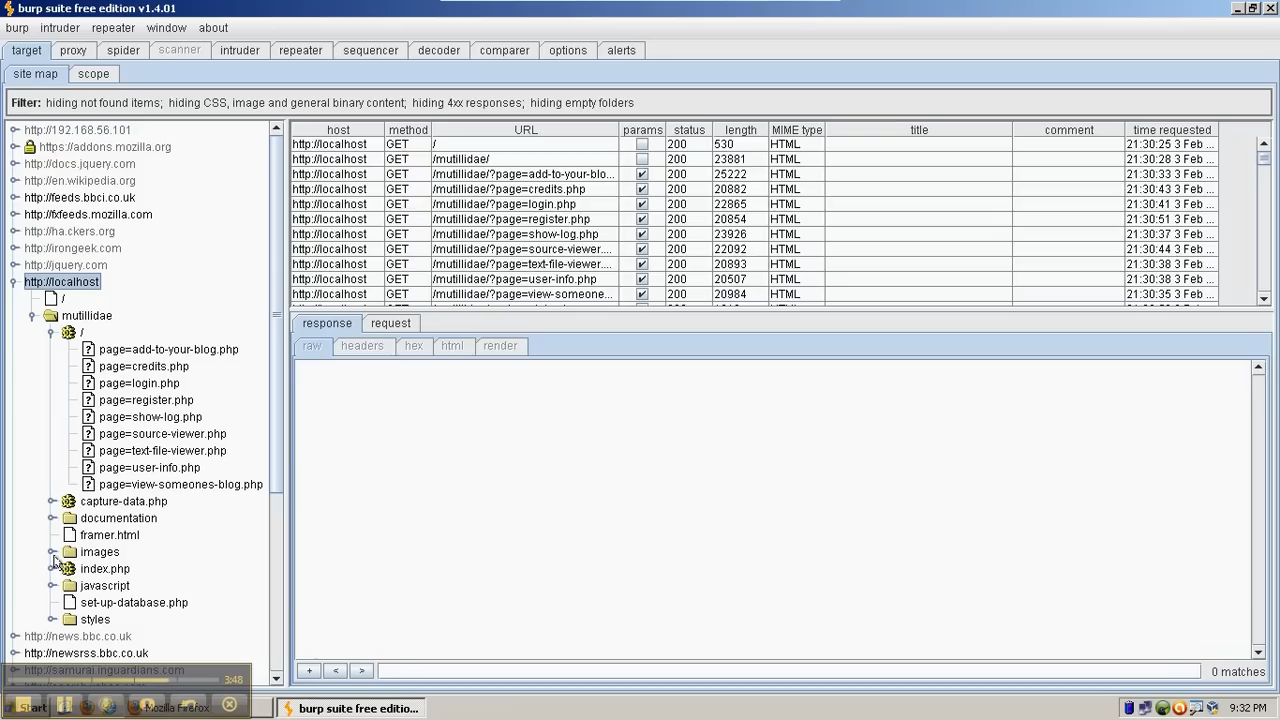 burp suite free edition v1.4.01
burp intruder repeater window about
target proxy spider scanner intruder repeater sequencer decoder comparer options alerts
site map scope
Filter: hiding not found items; hiding CSS, image and general binary content; hiding 4xx responses; hiding empty folders
http://192.168.56.101
https://addons.mozilla.org
http://docs.jquery.com
http://en.wikipedia.org
http://feeds.bbci.co.uk
http://fxfeeds.mozilla.com
http://ha.ckers.org
http://irongeek.com
http://jquery.com
http://localhost
/
mutillidae
/
page=add-to-your-blog.php
page=credits.php
page=login.php
page=register.php
page=show-log.php
page=source-viewer.php
page=text-file-viewer.php
page=user-info.php
page=view-someones-blog.php
capture-data.php
documentation
framer.html
images
index.php
javascript
set-up-database.php
styles
http://news.bbc.co.uk
http://newsrss.bbc.co.uk
http://samurai.inguardians.com
host method URL params status length MIME type title comment time requested
http://localhost GET / 200 530 HTML 21:30:25 3 Feb ...
http://localhost GET /mutillidae/ 200 23881 HTML 21:30:28 3 Feb ...
http://localhost GET /mutillidae/?page=add-to-your-blo... 200 25222 HTML 21:30:33 3 Feb ...
http://localhost GET /mutillidae/?page=credits.php 200 20882 HTML 21:30:43 3 Feb ...
http://localhost GET /mutillidae/?page=login.php 200 22865 HTML 21:30:41 3 Feb ...
http://localhost GET /mutillidae/?page=register.php 200 20854 HTML 21:30:51 3 Feb ...
http://localhost GET /mutillidae/?page=show-log.php 200 23926 HTML 21:30:37 3 Feb ...
http://localhost GET /mutillidae/?page=source-viewer.... 200 22092 HTML 21:30:44 3 Feb ...
http://localhost GET /mutillidae/?page=text-file-viewer... 200 20893 HTML 21:30:38 3 Feb ...
http://localhost GET /mutillidae/?page=user-info.php 200 20507 HTML 21:30:38 3 Feb ...
http://localhost GET /mutillidae/?page=view-someone... 200 20984 HTML 21:30:35 3 Feb ...
response request
raw headers hex html render
+ < > 0 matches
3:48
Start Mozilla Firefox burp suite free editio... 9:32 PM